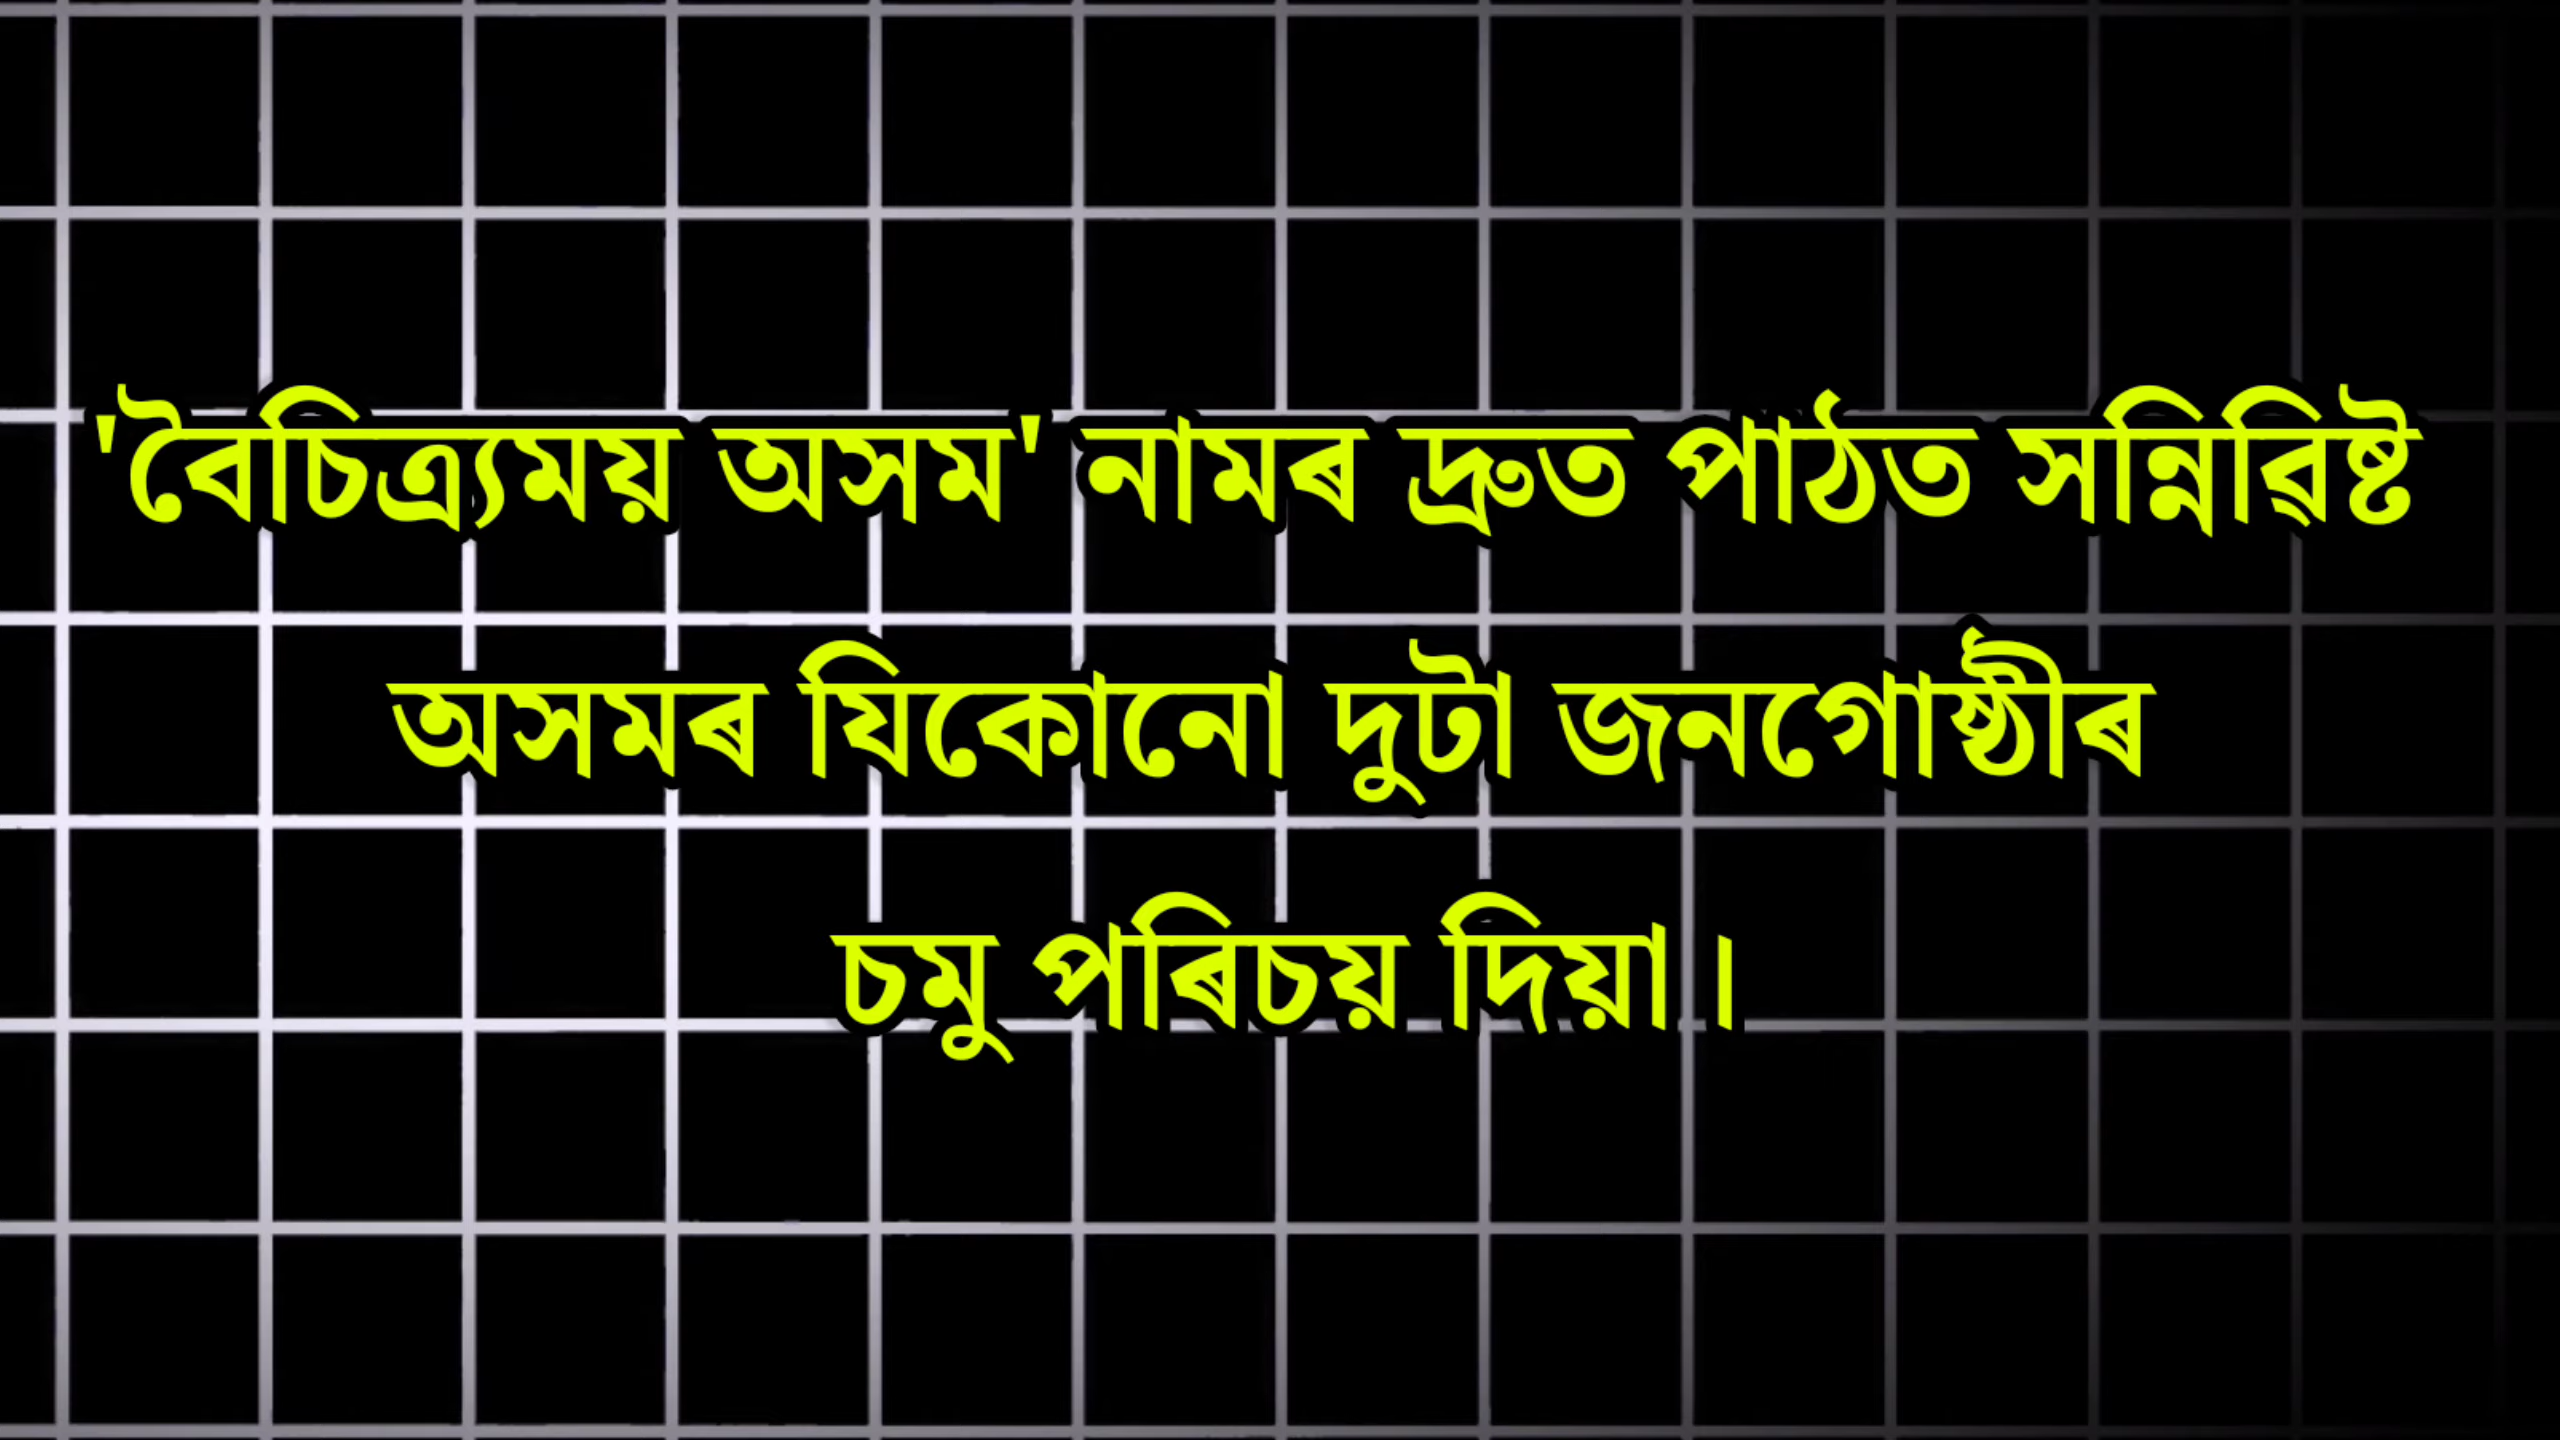 'বৈচিত্ৰ্যময় অসম' নামৰ দ্ৰুত পাঠত সন্নিৱিষ্ট
অসমৰ যিকোনো দুটা জনগোষ্ঠীৰ
চমু পৰিচয় দিয়া।